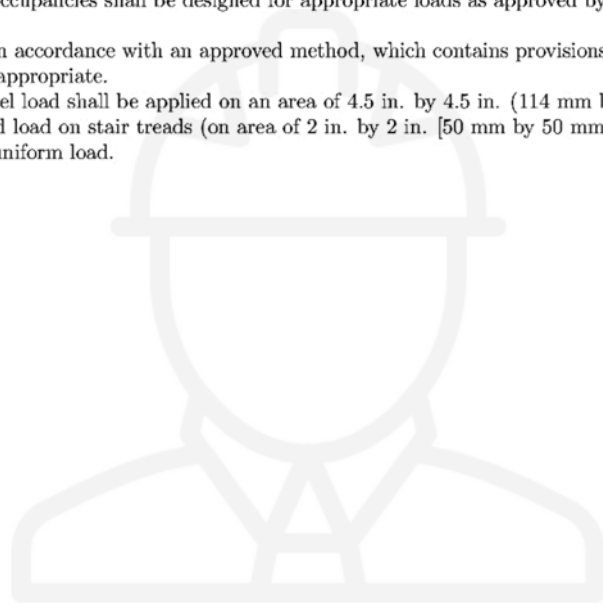 ccupancies shall be designed for appropriate loads as approved by
n accordance with an approved method, which contains provisions
appropriate.
el load shall be applied on an area of 4.5 in. by 4.5 in. (114 mm b
d load on stair treads (on area of 2 in. by 2 in. [50 mm by 50 mm
uniform load.